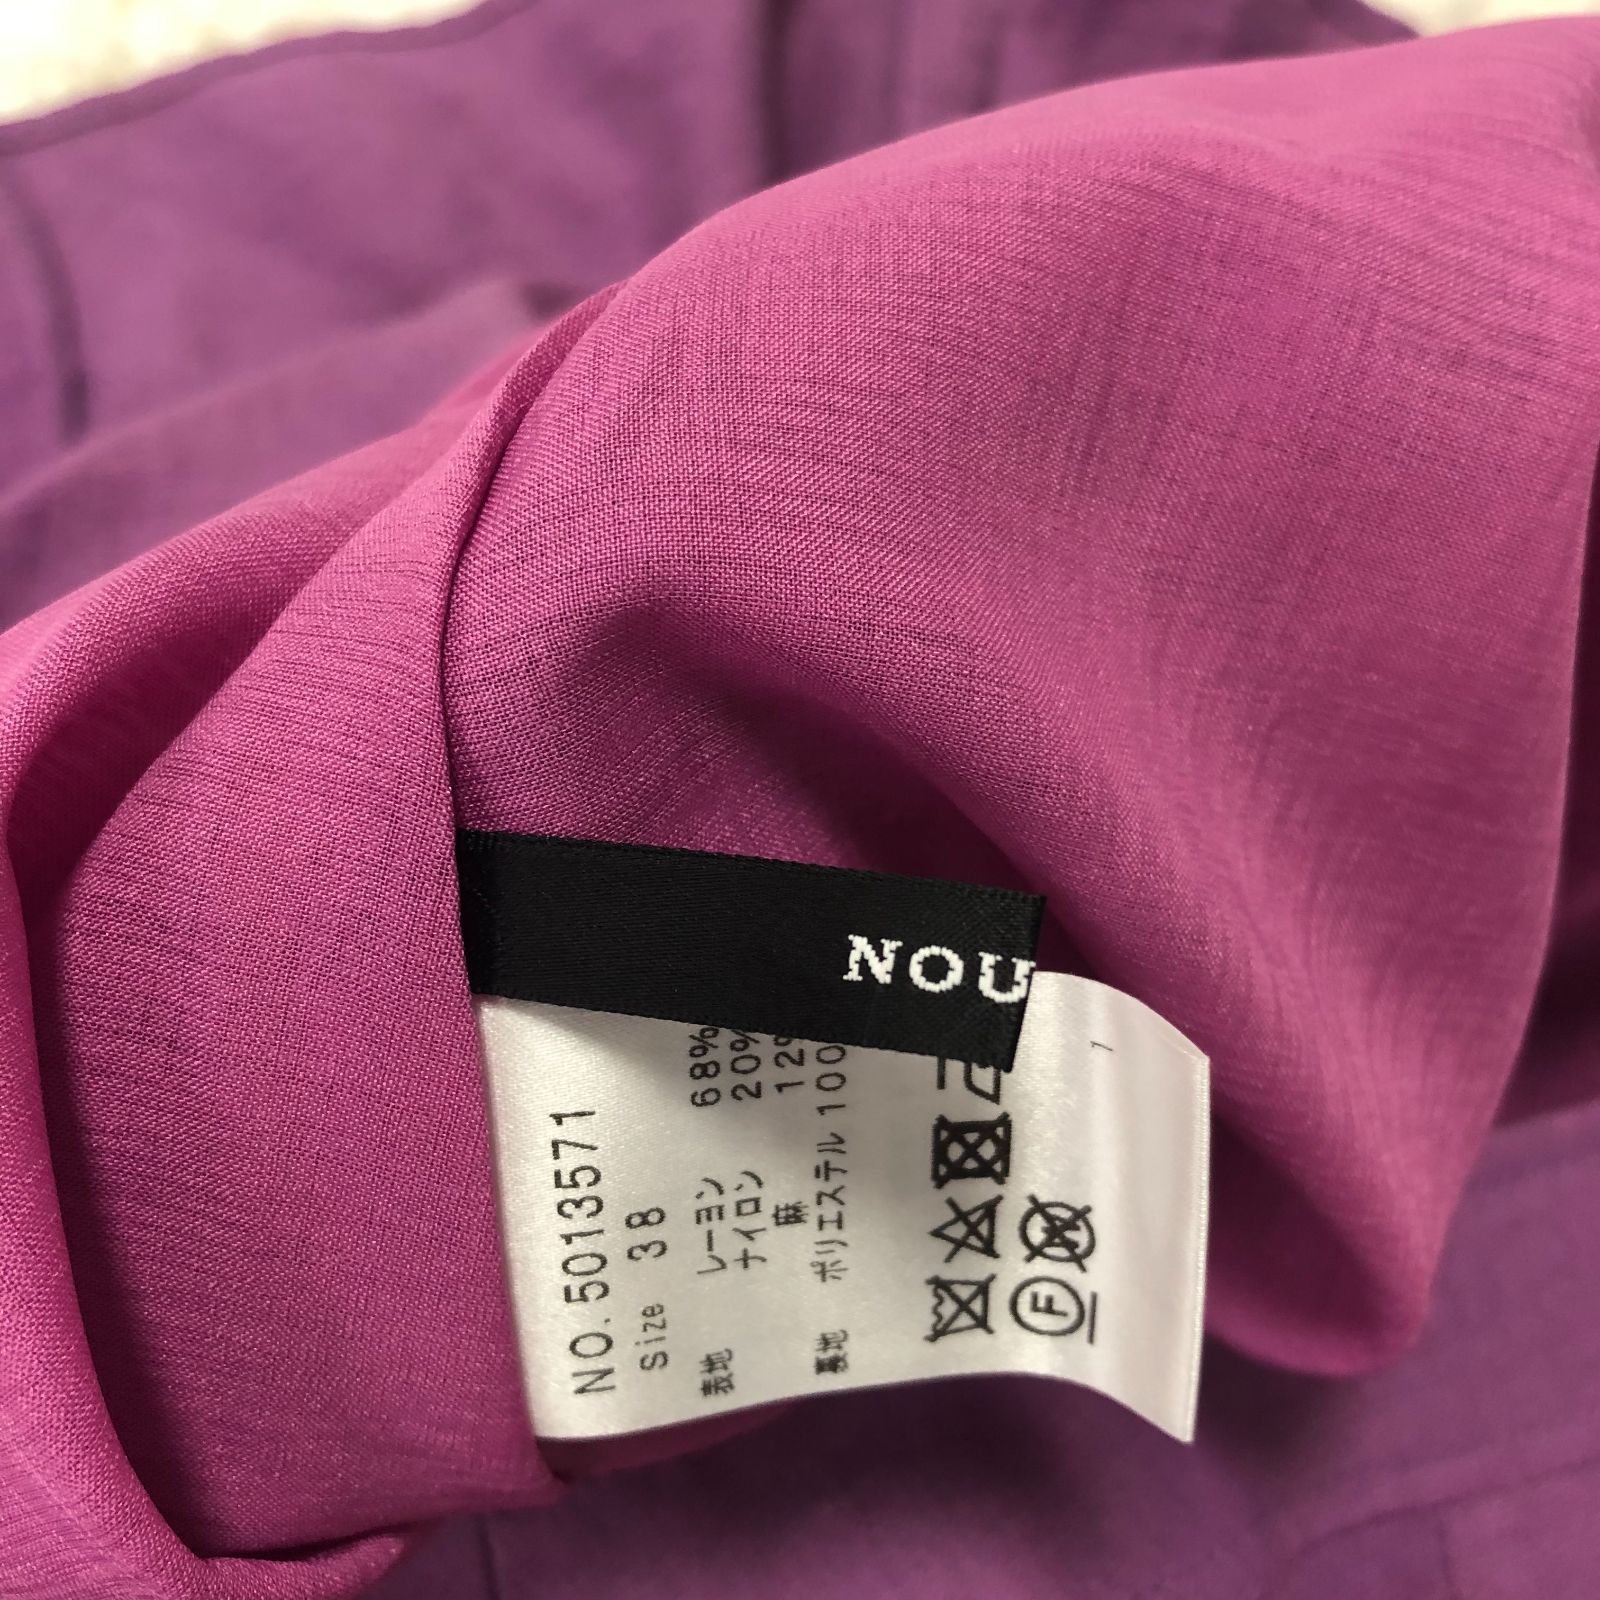 NOU
NO.5013571
Size 38
表地 レーヨン 68%
ナイロン 20%
麻 12%
裏地 ポリエステル 100
F
1